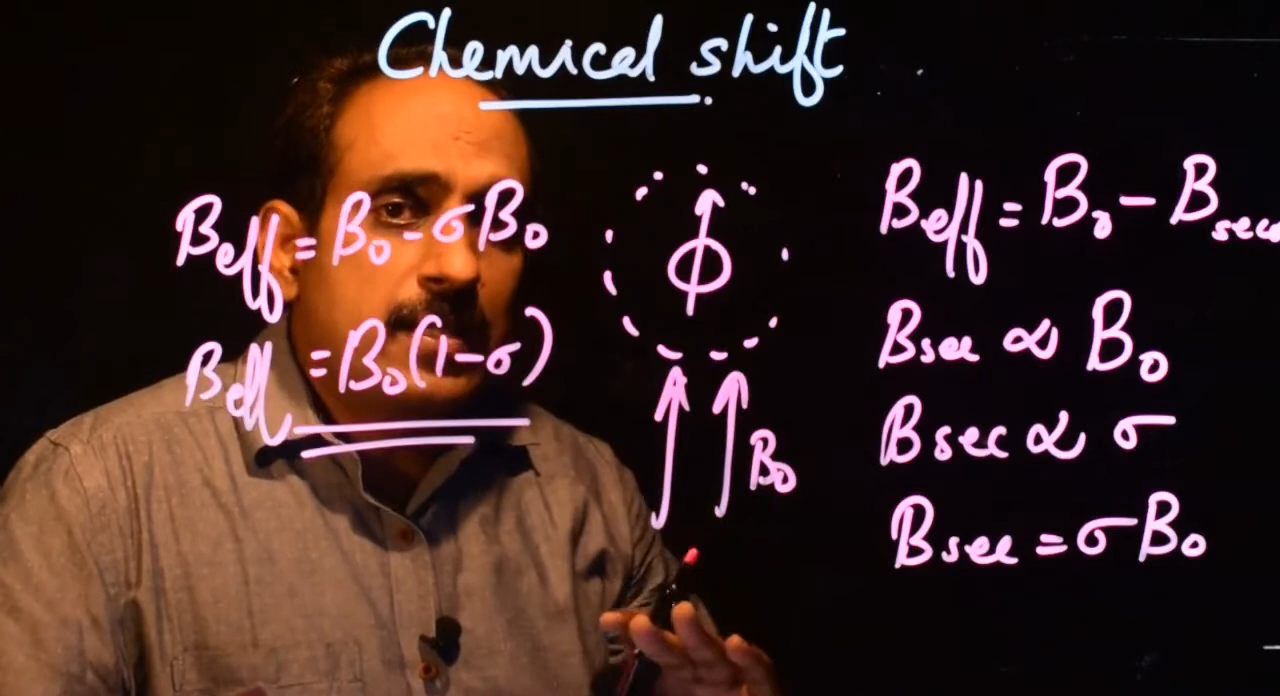 Chemical shift
Beff = B0 - σB0
Beff = B0(1-σ)
B0
Beff = B0 - Bsec
Bsec ∝ B0
Bsec ∝ σ
Bsec = σB0